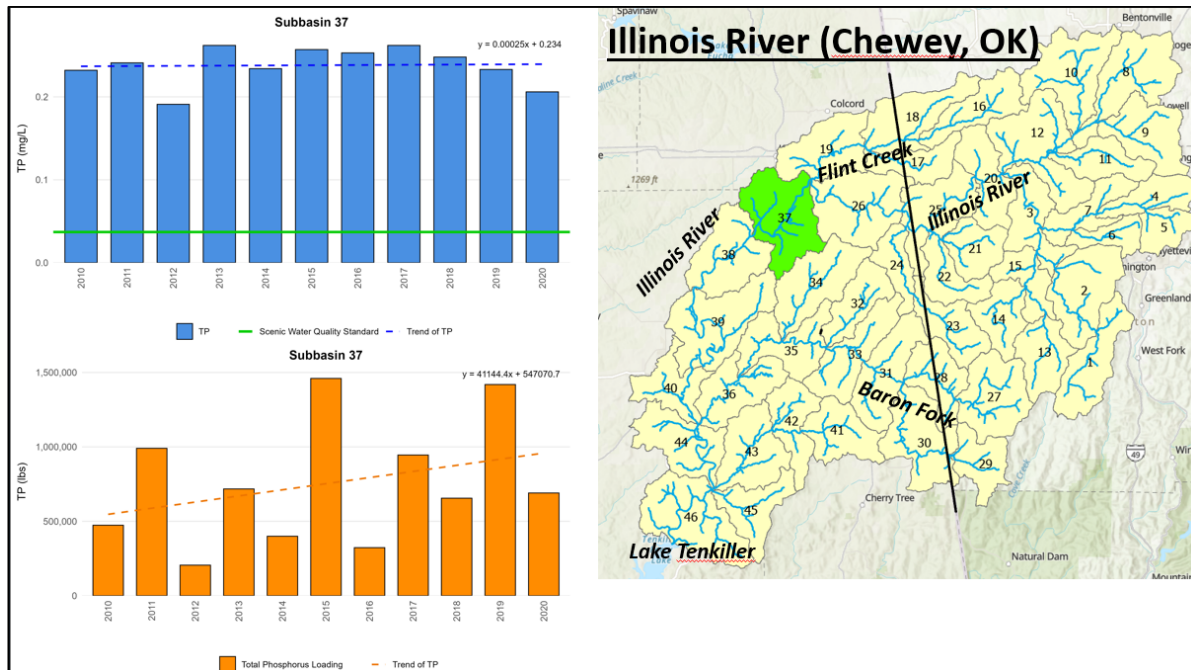 Subbasin 37
y = 0.00025x + 0.234
TP (mg/L)
0.2
0.1
0.0
2010
2011
2012
2013
2014
2015
2016
2017
2018
2019
2020
TP
Scenic Water Quality Standard
Trend of TP
Subbasin 37
y = 41144.4x + 547070.7
TP (lbs)
1,500,000
1,000,000
500,000
0
2010
2011
2012
2013
2014
2015
2016
2017
2018
2019
2020
Total Phosphorus Loading
Trend of TP
Illinois River (Chewey, OK)
Spavinaw
Bentonville
Colcord
Lowell
1269 ft
Flint Creek
Illinois River
Illinois River
Baron Fork
Lake Tenkiller
Greenland
West Fork
Cherry Tree
Natural Dam
49
10
8
16
18
12
9
19
17
11
20
37
26
25
3
7
4
5
6
38
24
21
22
15
34
2
32
39
23
14
35
33
13
1
31
28
40
36
27
42
41
44
43
30
29
45
46